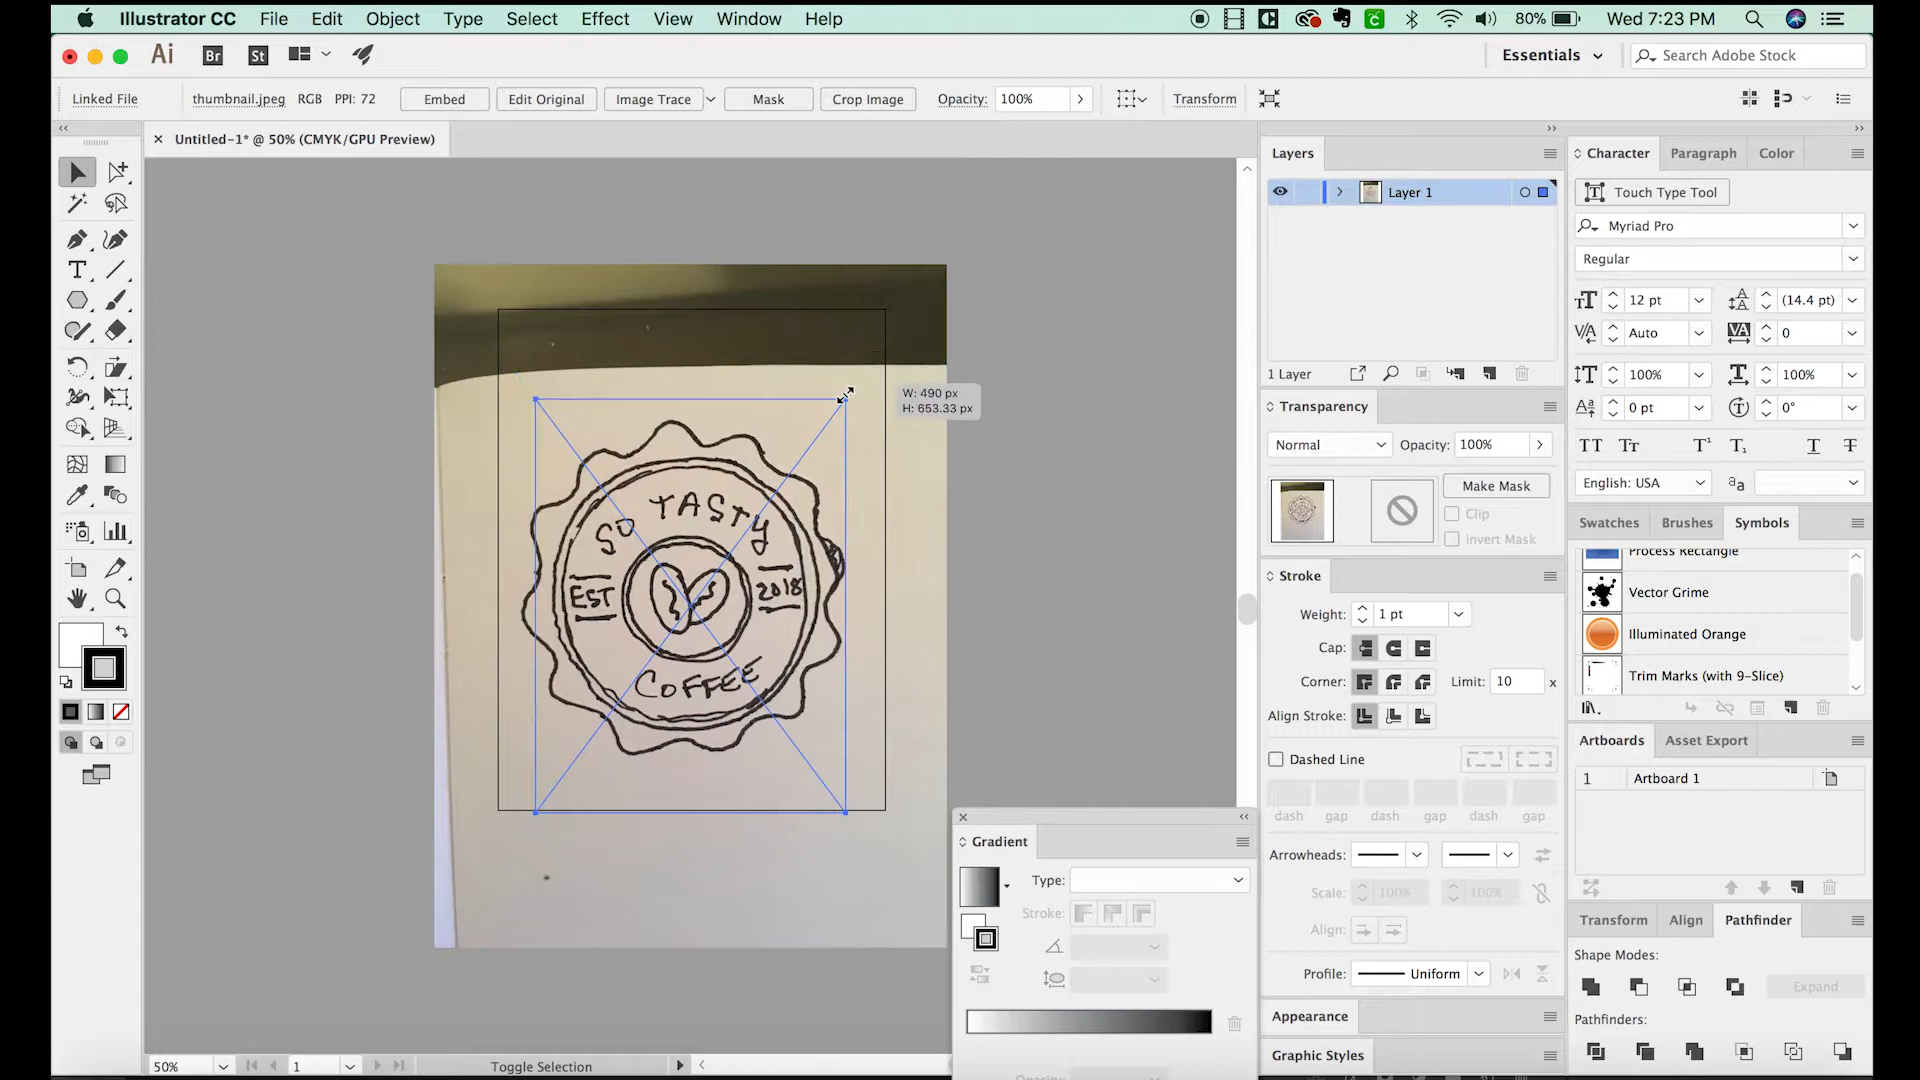 Illustrator CC File Edit Object Type Select Effect View Window Help 80% Wed 7:23 PM
Ai Br St Essentials Search Adobe Stock
Linked File thumbnail.jpeg RGB PPI: 72 Embed Edit Original Image Trace Mask Crop Image Opacity: 100% Transform
Untitled-1* @ 50% (CMYK/GPU Preview)
W: 490 px
H: 653.33 px
SO TASTY
EST 2018
COFFEE
Layers
Layer 1
1 Layer
Transparency
Normal Opacity: 100%
Make Mask
Clip
Invert Mask
Stroke
Weight: 1 pt
Cap:
Corner: Limit: 10 x
Align Stroke:
Dashed Line
dash gap dash gap dash gap
Arrowheads:
Scale: 100% 100%
Align:
Profile: Uniform
Appearance
Graphic Styles
Gradient
Type:
Stroke:
Character Paragraph Color
Touch Type Tool
Myriad Pro
Regular
12 pt (14.4 pt)
Auto 0
100% 100%
0 pt 0°
English: USA
Swatches Brushes Symbols
Process Rectangle
Vector Grime
Illuminated Orange
Trim Marks (with 9-Slice)
Artboards Asset Export
1 Artboard 1
Transform Align Pathfinder
Shape Modes:
Expand
Pathfinders:
50% 1 Toggle Selection